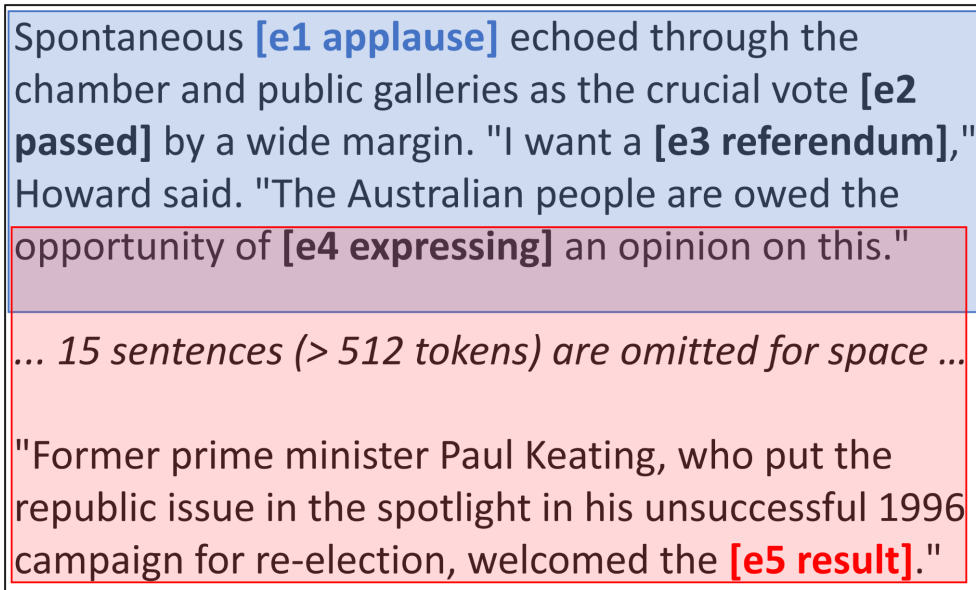 Spontaneous [e1 applause] echoed through the
chamber and public galleries as the crucial vote [e2
passed] by a wide margin. "I want a [e3 referendum],"
Howard said. "The Australian people are owed the
opportunity of [e4 expressing] an opinion on this."
... 15 sentences (> 512 tokens) are omitted for space ...
"Former prime minister Paul Keating, who put the
republic issue in the spotlight in his unsuccessful 1996
campaign for re-election, welcomed the [e5 result]."